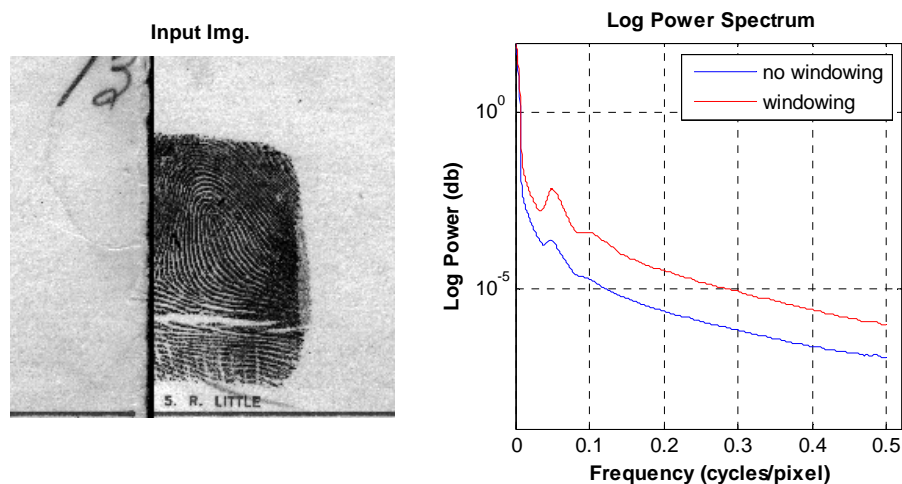 Input Img.
13
S. R. LITTLE
Log Power Spectrum
no windowing
windowing
10^0
10^-5
Log Power (db)
0
0.1
0.2
0.3
0.4
0.5
Frequency (cycles/pixel)